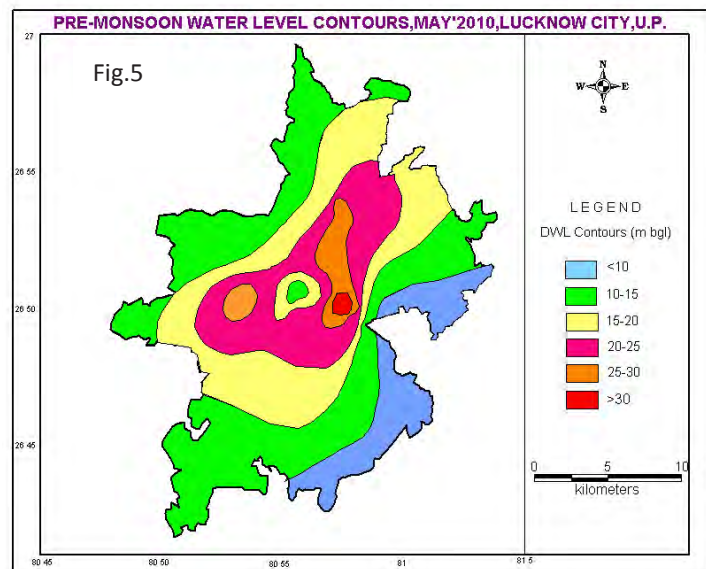 PRE-MONSOON WATER LEVEL CONTOURS,MAY'2010,LUCKNOW CITY,U.P.
27
Fig.5
N
W E
S
26 55
LEGEND
DWL Contours (m bgl)
<10
10-15
26 50
15-20
20-25
25-30
>30
26 45
0 5 10
kilometers
80 45 80 50 80 55 81 81 5